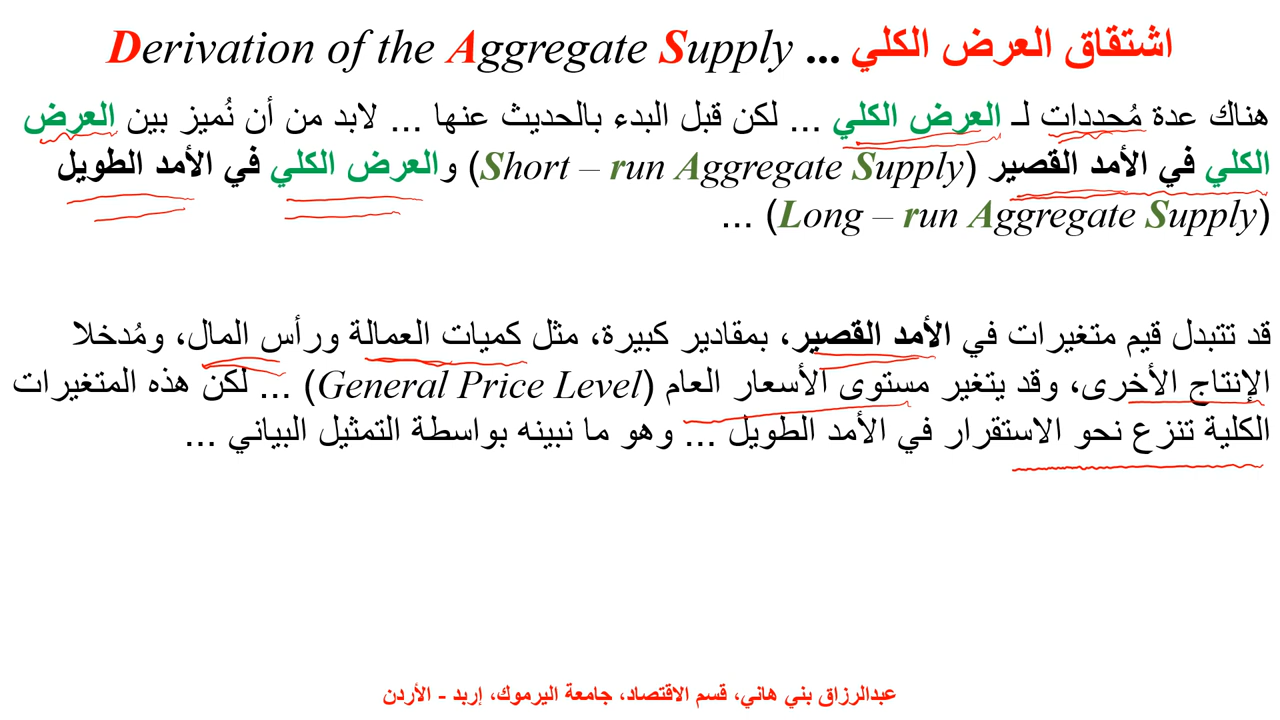 اشتقاق العرض الكلي ... Derivation of the Aggregate Supply
هناك عدة مُحددات لـ العرض الكلي ... لكن قبل البدء بالحديث عنها ... لابد من أن نُميز بين العرض
الكلي في الأمد القصير (Short – run Aggregate Supply) والعرض الكلي في الأمد الطويل
(Long – run Aggregate Supply) ...
قد تتبدل قيم متغيرات في الأمد القصير، بمقادير كبيرة، مثل كميات العمالة ورأس المال، ومُدخلا
الإنتاج الأخرى، وقد يتغير مستوى الأسعار العام (General Price Level) ... لكن هذه المتغيرات
الكلية تنزع نحو الاستقرار في الأمد الطويل ... وهو ما نبينه بواسطة التمثيل البياني ...
عبدالرزاق بني هاني، قسم الاقتصاد، جامعة اليرموك، إربد - الأردن